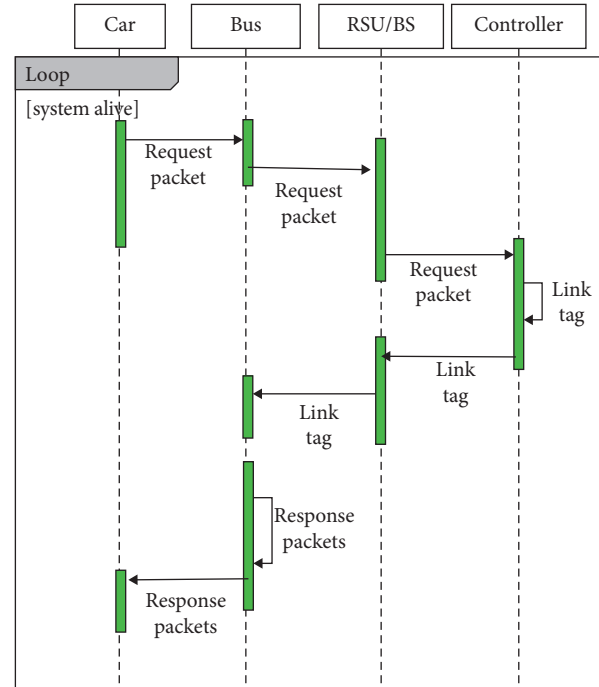 Car
Bus
RSU/BS
Controller
Loop
[system alive]
Request
packet
Request
packet
Request
packet
Link
tag
Link
tag
Link
tag
Response
packets
Response
packets